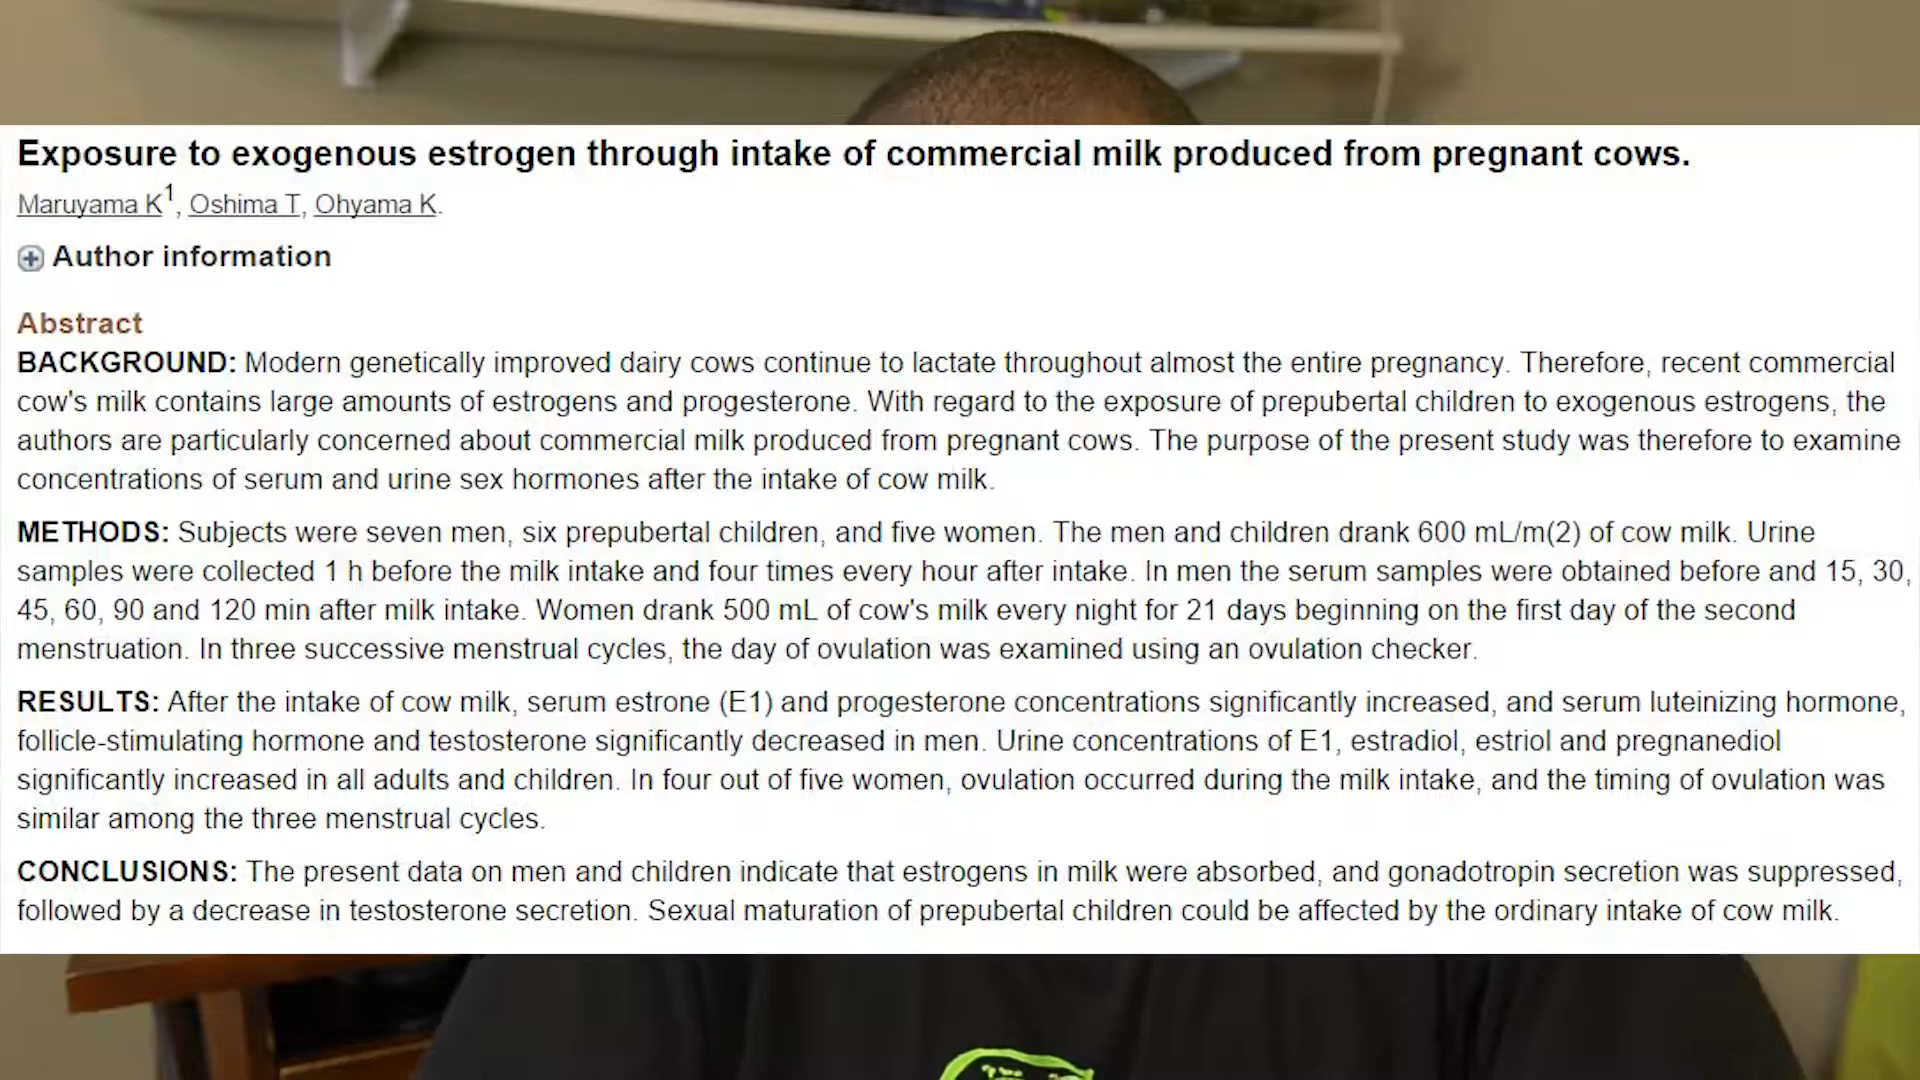 Exposure to exogenous estrogen through intake of commercial milk produced from pregnant cows.
Maruyama K1, Oshima T, Ohyama K.
Author information
Abstract
BACKGROUND: Modern genetically improved dairy cows continue to lactate throughout almost the entire pregnancy. Therefore, recent commercial
cow's milk contains large amounts of estrogens and progesterone. With regard to the exposure of prepubertal children to exogenous estrogens, the
authors are particularly concerned about commercial milk produced from pregnant cows. The purpose of the present study was therefore to examine
concentrations of serum and urine sex hormones after the intake of cow milk.
METHODS: Subjects were seven men, six prepubertal children, and five women. The men and children drank 600 mL/m(2) of cow milk. Urine
samples were collected 1 h before the milk intake and four times every hour after intake. In men the serum samples were obtained before and 15, 30,
45, 60, 90 and 120 min after milk intake. Women drank 500 mL of cow's milk every night for 21 days beginning on the first day of the second
menstruation. In three successive menstrual cycles, the day of ovulation was examined using an ovulation checker.
RESULTS: After the intake of cow milk, serum estrone (E1) and progesterone concentrations significantly increased, and serum luteinizing hormone,
follicle-stimulating hormone and testosterone significantly decreased in men. Urine concentrations of E1, estradiol, estriol and pregnanediol
significantly increased in all adults and children. In four out of five women, ovulation occurred during the milk intake, and the timing of ovulation was
similar among the three menstrual cycles.
CONCLUSIONS: The present data on men and children indicate that estrogens in milk were absorbed, and gonadotropin secretion was suppressed,
followed by a decrease in testosterone secretion. Sexual maturation of prepubertal children could be affected by the ordinary intake of cow milk.